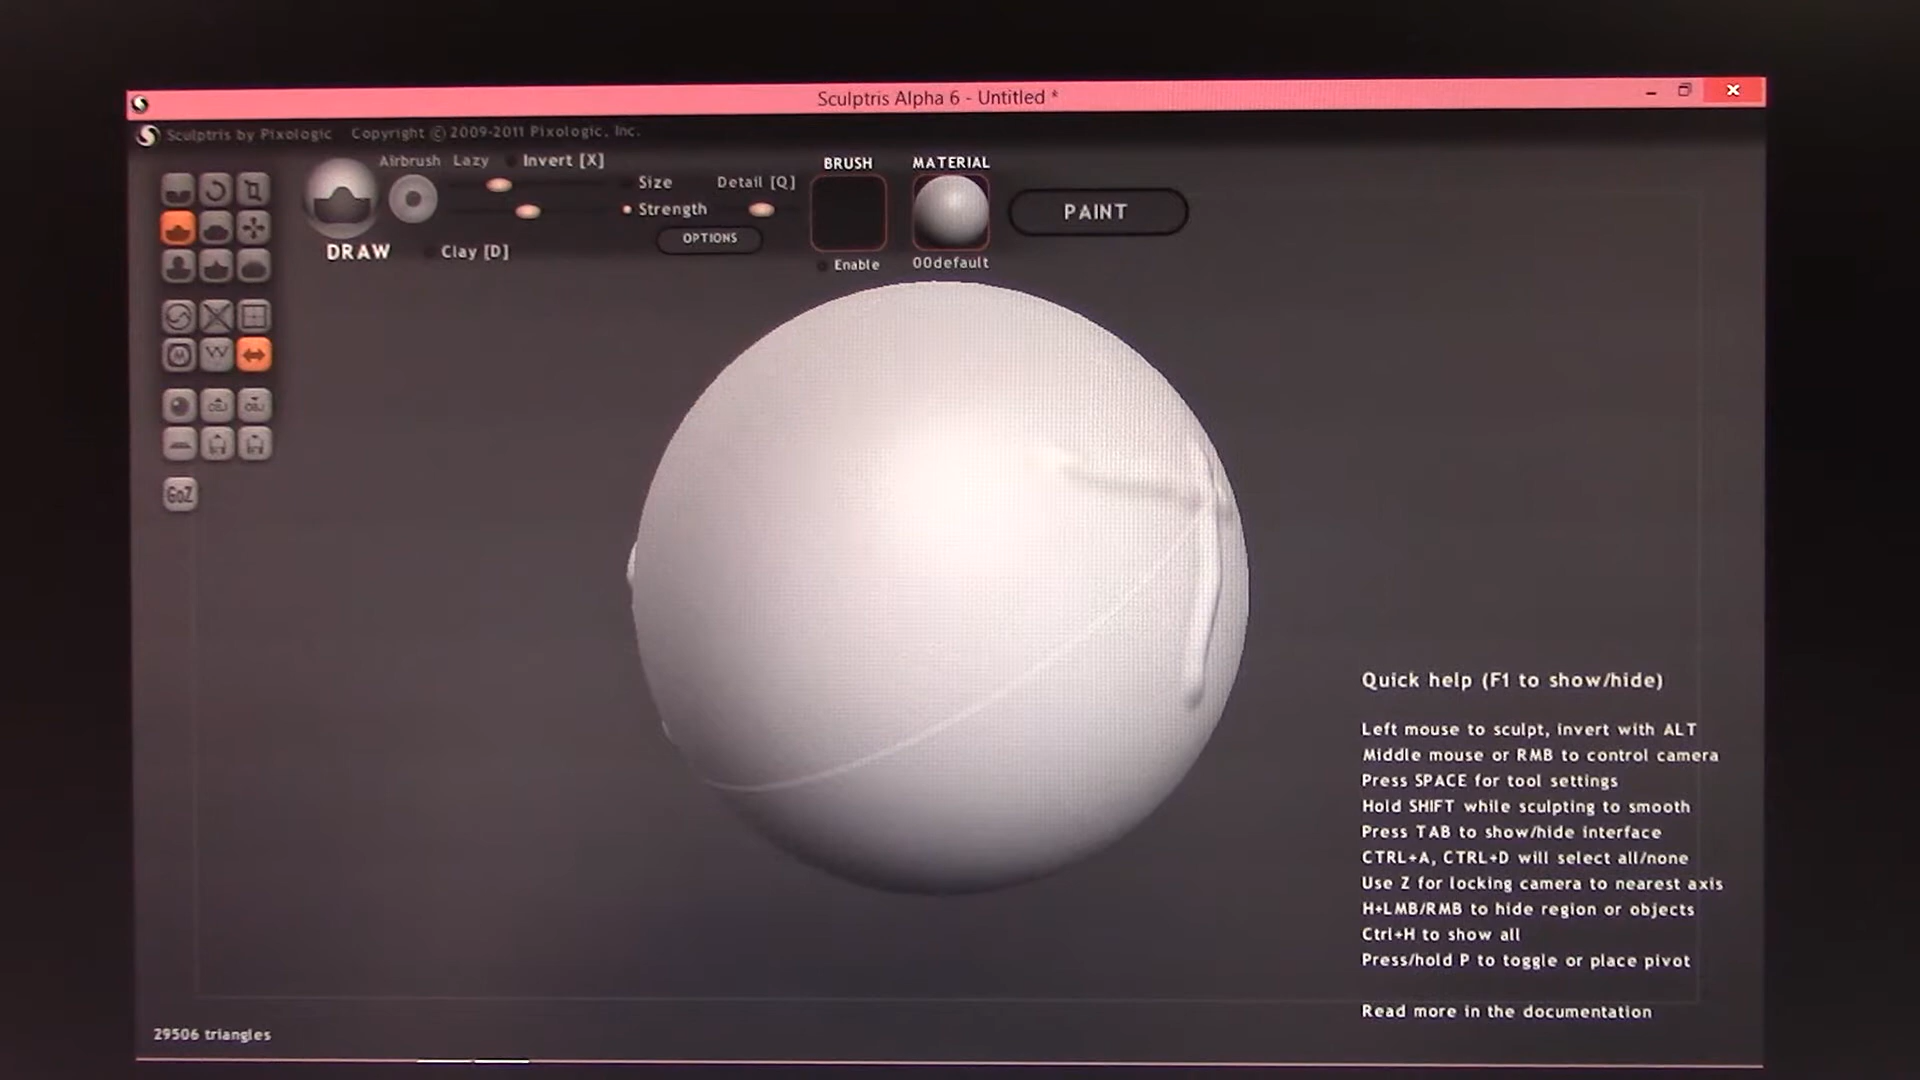 Sculptris Alpha 6 - Untitled *
Sculptris by Pixologic Copyright © 2009-2011 Pixologic, Inc.
Airbrush Lazy Invert [X]
BRUSH MATERIAL
Size Detail [Q]
Strength
PAINT
OPTIONS
DRAW Clay [D]
Enable 00default
GoZ
Quick help (F1 to show/hide)
Left mouse to sculpt, invert with ALT
Middle mouse or RMB to control camera
Press SPACE for tool settings
Hold SHIFT while sculpting to smooth
Press TAB to show/hide interface
CTRL+A, CTRL+D will select all/none
Use Z for locking camera to nearest axis
H+LMB/RMB to hide region or objects
Ctrl+H to show all
Press/hold P to toggle or place pivot
Read more in the documentation
29506 triangles